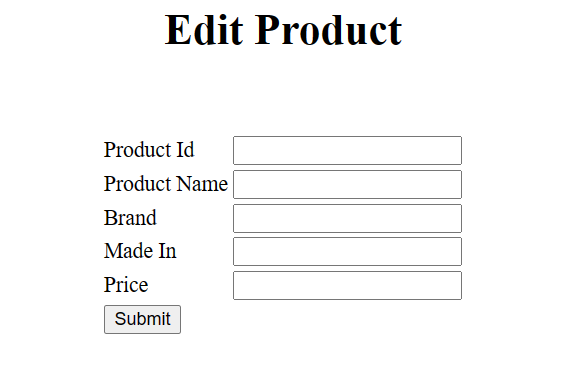 Edit Product
Product Id
Product Name
Brand
Made In
Price
Submit